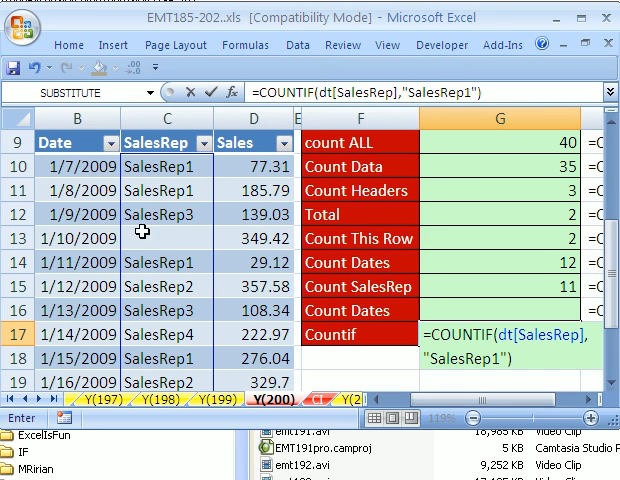 EMT185-202..xls [Compatibility Mode] - Microsoft Excel
Home Insert Page Layout Formulas Data Review View Developer Add-Ins
SUBSTITUTE =COUNTIF(dt[SalesRep],"SalesRep1")
B C D E F G
9 Date SalesRep Sales count ALL 40 =C
10 1/7/2009 SalesRep1 77.31 Count Data 35 =C
11 1/8/2009 SalesRep1 185.79 Count Headers 3 =C
12 1/9/2009 SalesRep3 139.03 Total 2 =C
13 1/10/2009 349.42 Count This Row 2 =C
14 1/11/2009 SalesRep1 29.12 Count Dates 12 =C
15 1/12/2009 SalesRep2 357.58 Count SalesRep 11 =C
16 1/13/2009 SalesRep3 108.34 Count Dates =C
17 1/14/2009 SalesRep4 222.97 Countif =COUNTIF(dt[SalesRep],
18 1/15/2009 SalesRep1 276.04 "SalesRep1")
19 1/16/2009 SalesRep2 329.7
Y(197) Y(198) Y(199) Y(200) CT Y(2
Enter 119%
ExcelIsFun emt191.avi 18,985 KB Video Clip
IF EMT191pro.camproj 5 KB Camtasia Studio P
MRirian emt192.avi 9,252 KB Video Clip